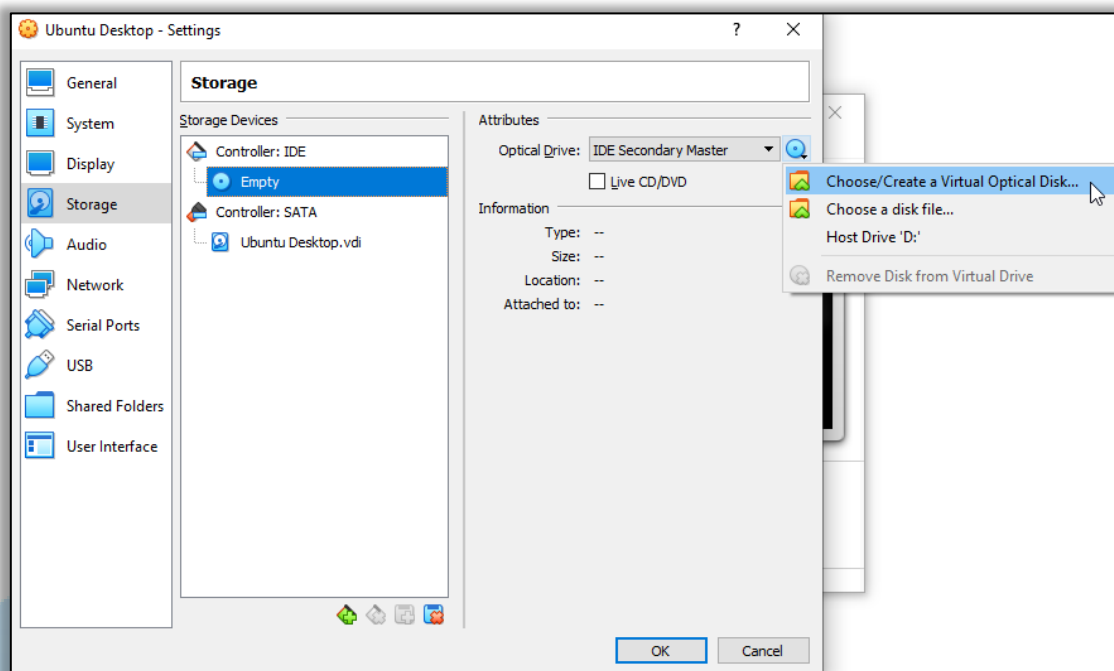 Ubuntu Desktop - Settings
?
General
System
Display
Storage
Audio
Network
Serial Ports
USB
Shared Folders
User Interface
Storage
Storage Devices
Controller: IDE
Empty
Controller: SATA
Ubuntu Desktop.vdi
Attributes
Optical Drive: IDE Secondary Master
Live CD/DVD
Information
Type: --
Size: --
Location: --
Attached to: --
Choose/Create a Virtual Optical Disk...
Choose a disk file...
Host Drive 'D:'
Remove Disk from Virtual Drive
OK Cancel